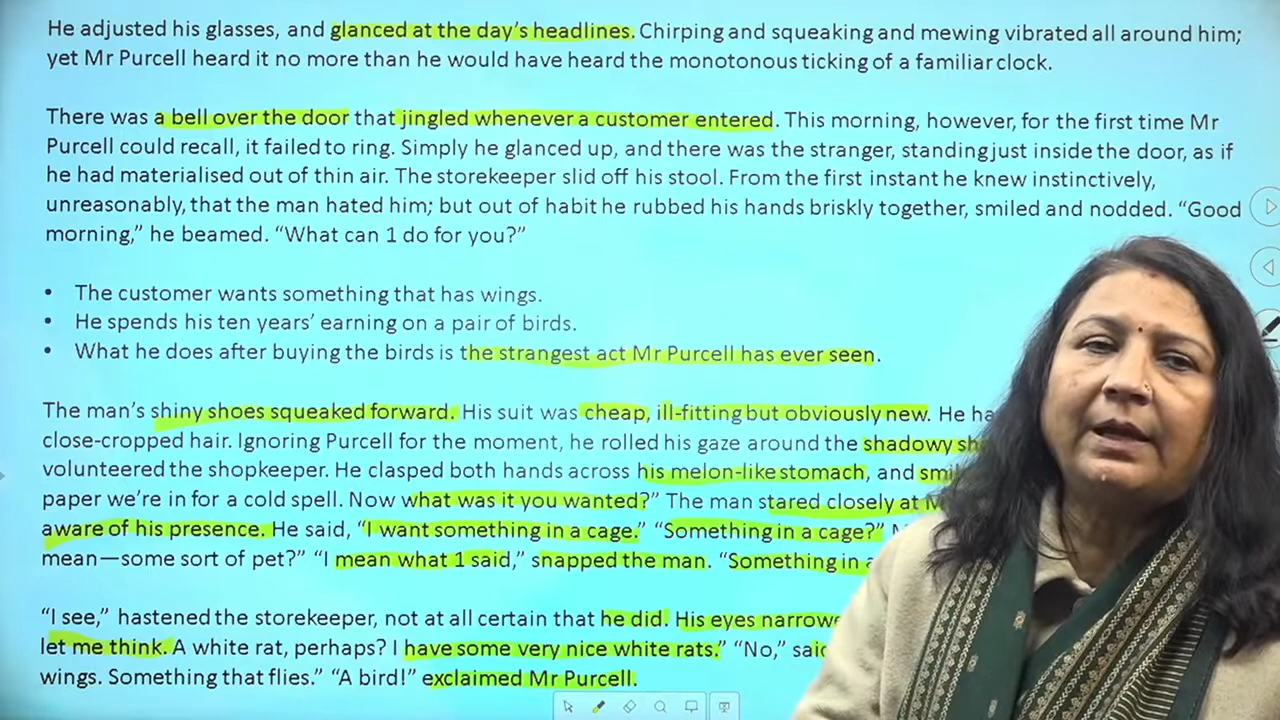 He adjusted his glasses, and glanced at the day’s headlines. Chirping and squeaking and mewing vibrated all around him;
yet Mr Purcell heard it no more than he would have heard the monotonous ticking of a familiar clock.
There was a bell over the door that jingled whenever a customer entered. This morning, however, for the first time Mr
Purcell could recall, it failed to ring. Simply he glanced up, and there was the stranger, standing just inside the door, as if
he had materialised out of thin air. The storekeeper slid off his stool. From the first instant he knew instinctively,
unreasonably, that the man hated him; but out of habit he rubbed his hands briskly together, smiled and nodded. “Good
morning,” he beamed. “What can 1 do for you?”
• The customer wants something that has wings.
• He spends his ten years’ earning on a pair of birds.
• What he does after buying the birds is the strangest act Mr Purcell has ever seen.
The man’s shiny shoes squeaked forward. His suit was cheap, ill-fitting but obviously new. He ha
close-cropped hair. Ignoring Purcell for the moment, he rolled his gaze around the shadowy
volunteered the shopkeeper. He clasped both hands across his melon-like stomach, and
paper we’re in for a cold spell. Now what was it you wanted?” The man stared closely at
aware of his presence. He said, “I want something in a cage.” “Something in a cage?”
mean—some sort of pet?” “I mean what 1 said,” snapped the man. “Something in
“I see,” hastened the storekeeper, not at all certain that he did. His eyes
let me think. A white rat, perhaps? I have some very nice white rats.” “No,”
wings. Something that flies.” “A bird!” exclaimed Mr Purcell.